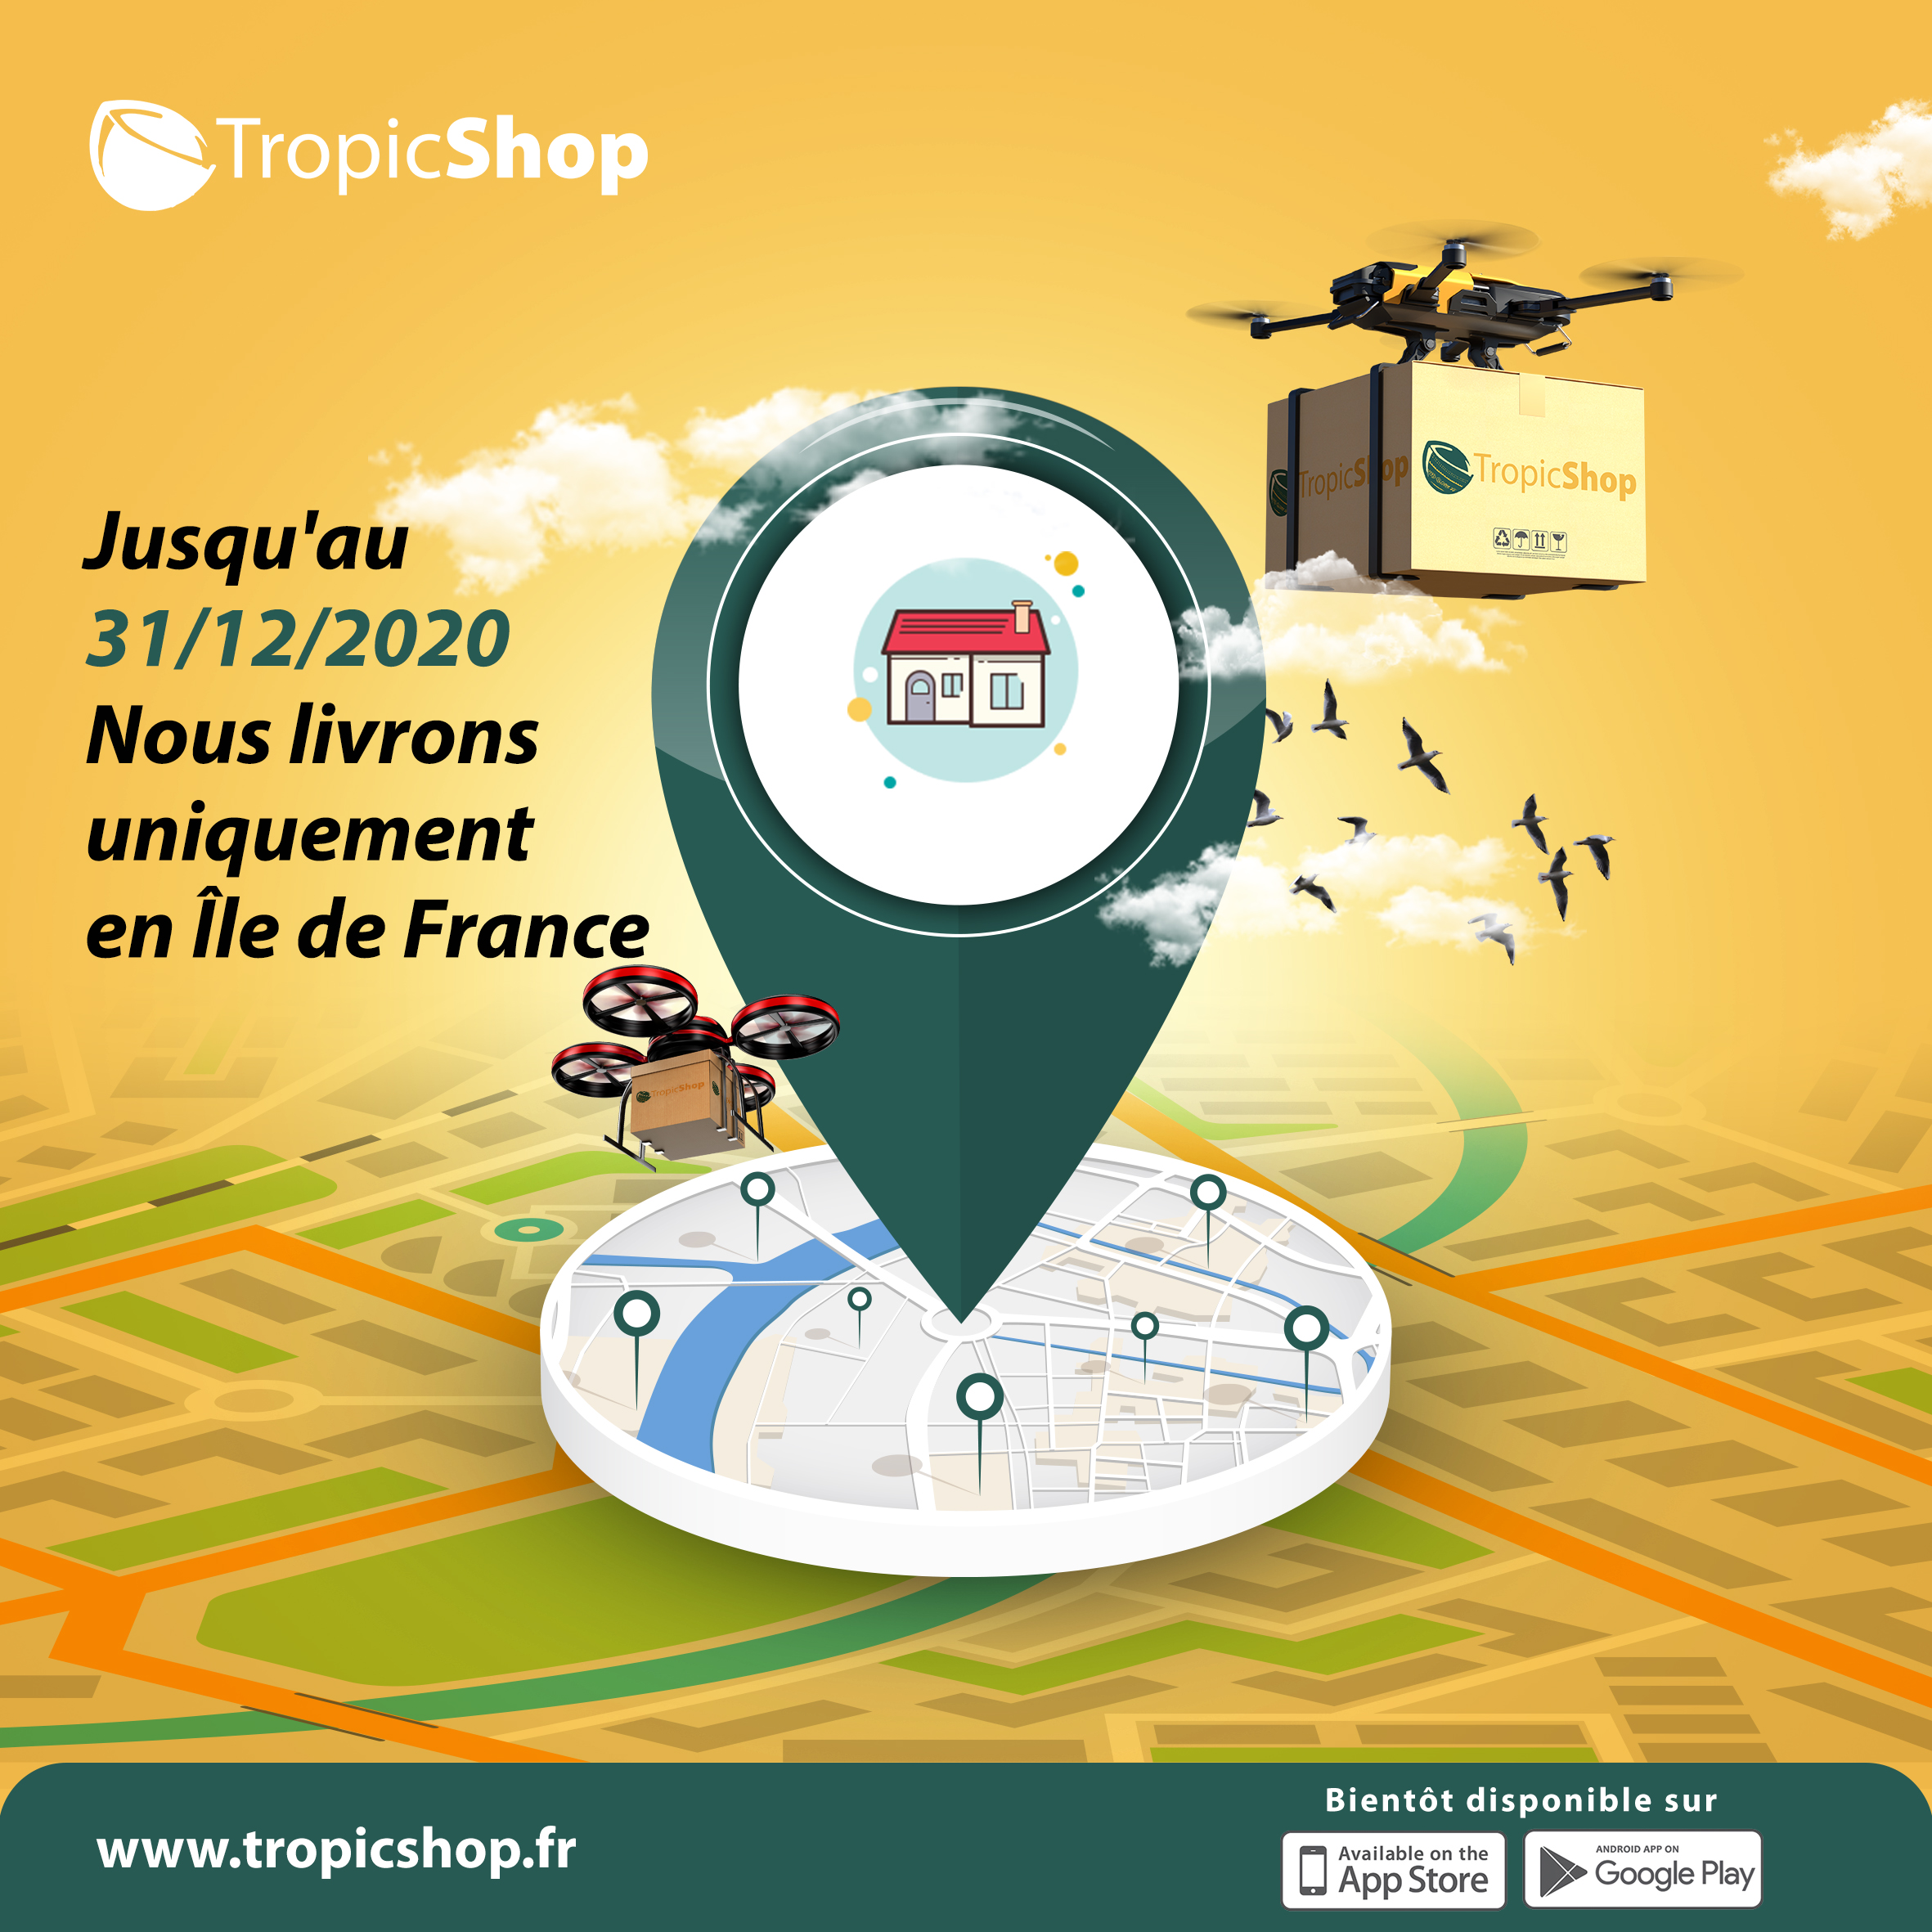 TropicShop
TropicShop
TropicShop
Jusqu'au
31/12/2020
Nous livrons
uniquement
en Île de France
TropicShop
www.tropicshop.fr
Bientôt disponible sur
Available on the
App Store
ANDROID APP ON
Google Play